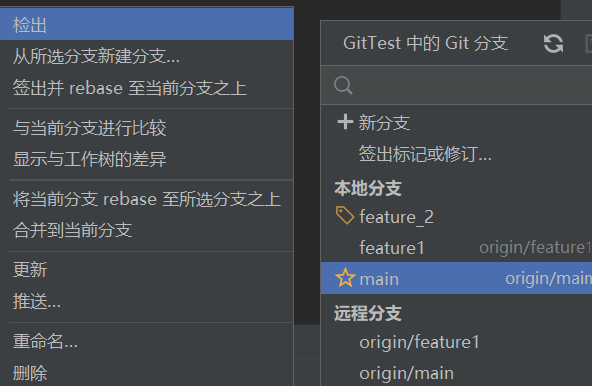 检出
从所选分支新建分支...
签出并 rebase 至当前分支之上
与当前分支进行比较
显示与工作树的差异
将当前分支 rebase 至所选分支之上
合并到当前分支
更新
推送...
重命名...
删除
GitTest 中的 Git 分支
新分支
签出标记或修订...
本地分支
feature_2
feature1 origin/feature1
main origin/main
远程分支
origin/feature1
origin/main